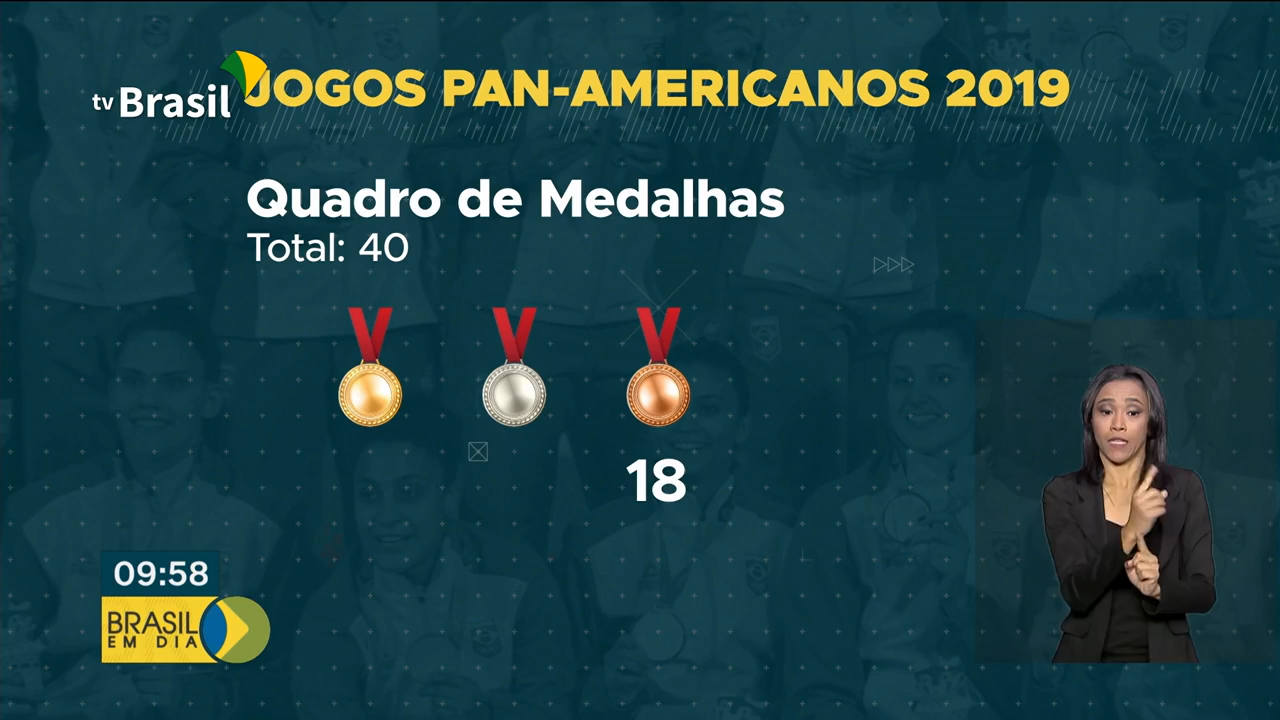 tv Brasil
JOGOS PAN-AMERICANOS 2019
Quadro de Medalhas
Total: 40
18
09:58
BRASIL
EM DIA